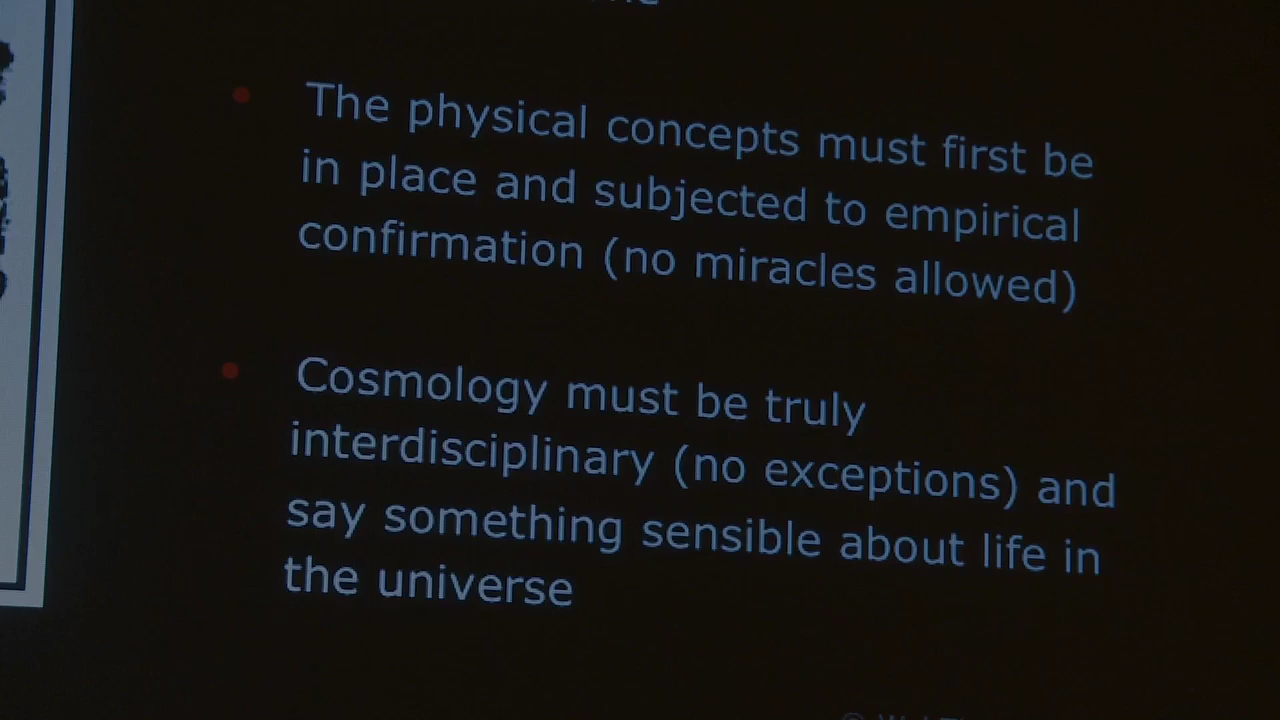 The physical concepts must first be
in place and subjected to empirical
confirmation (no miracles allowed)
Cosmology must be truly
interdisciplinary (no exceptions) and
say something sensible about life in
the universe